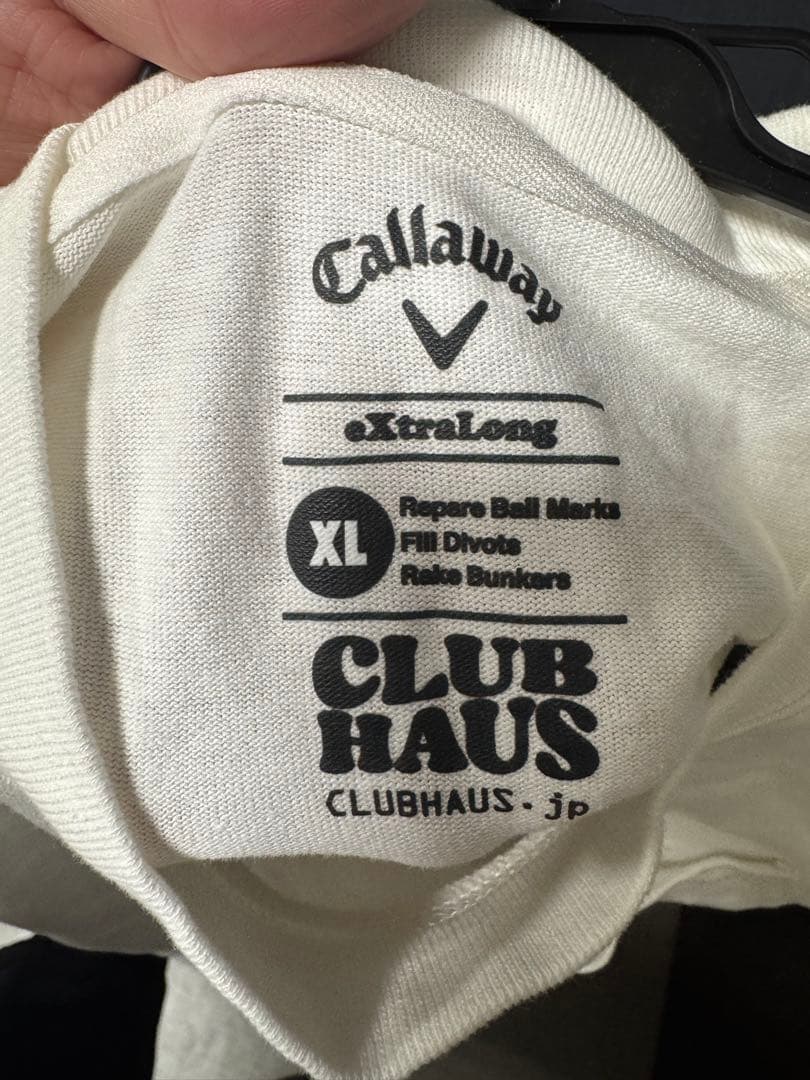 Callaway
eXtraLong
XL
Repare Ball Marks
Fill Divots
Rake Bunkers
CLUB
HAUS
CLUBHAUS.jp